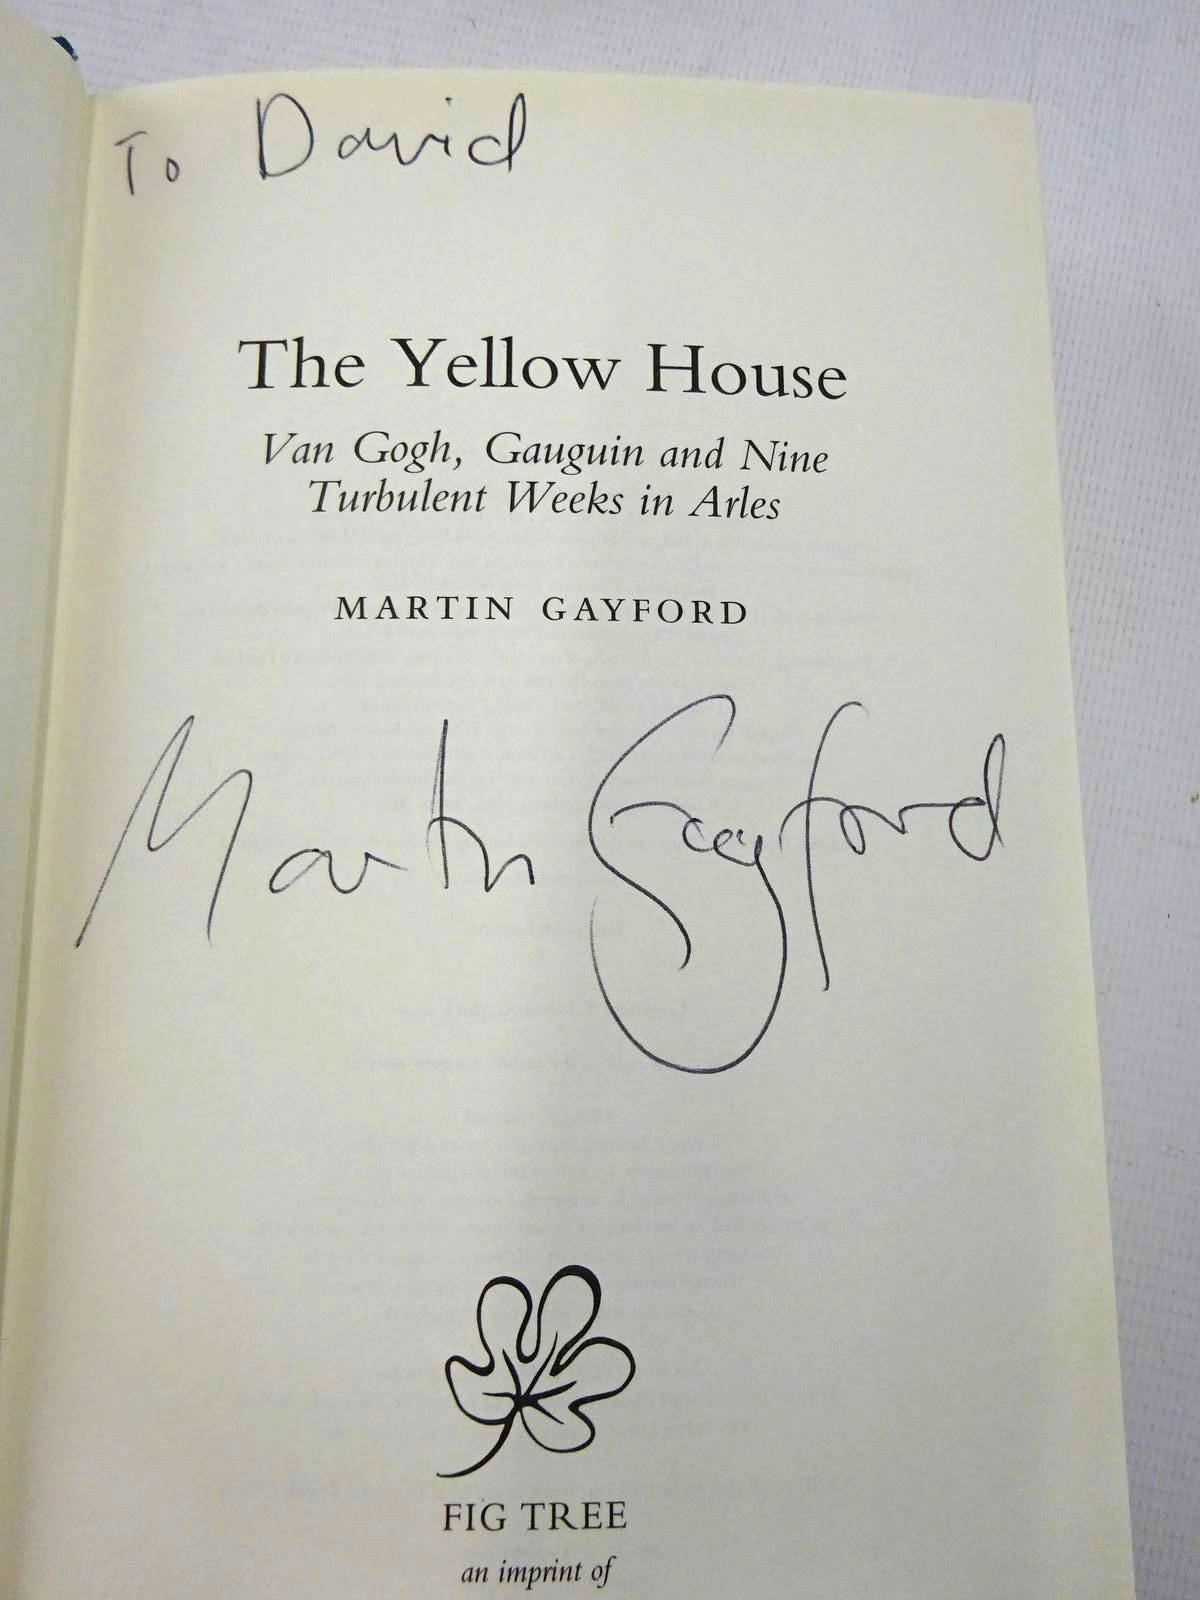 To David
The Yellow House
Van Gogh, Gauguin and Nine
Turbulent Weeks in Arles
MARTIN GAYFORD
Martin Gayford
FIG TREE
an imprint of